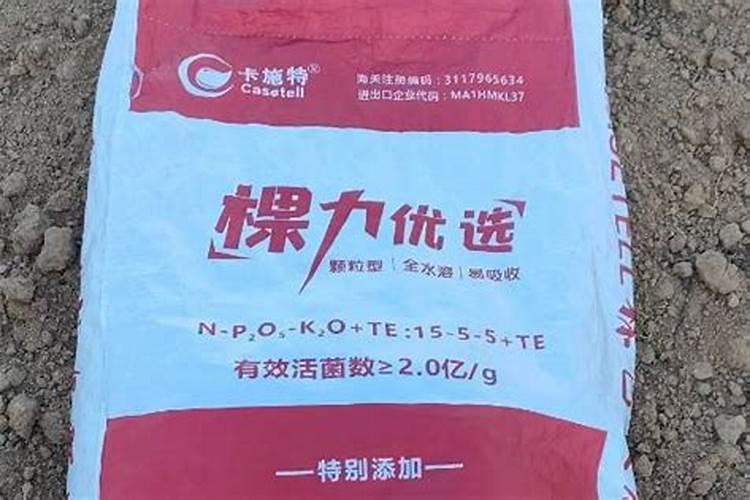 卡施特®
Casetell
海关注册编码：3117965634
进出口企业代码：MA1HMKL37
棵力优选
颗粒型 | 全水溶 | 易吸收
N-P₂O₅-K₂O+TE:15-5-5+TE
有效活菌数≥2.0亿/g
特别添加